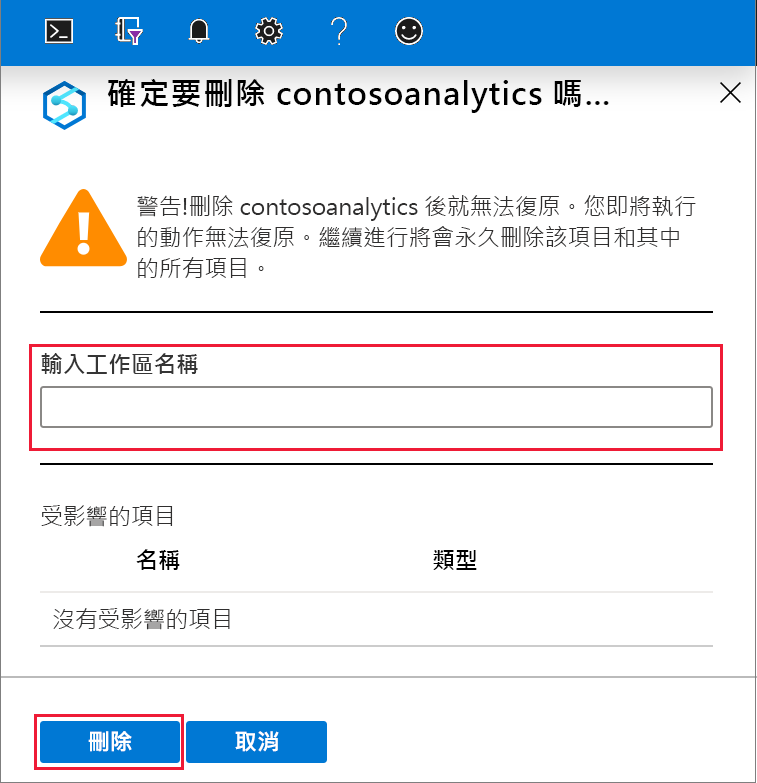 確定要刪除 contosoanalytics 嗎...
警告!刪除 contosoanalytics 後就無法復原。您即將執行
的動作無法復原。繼續進行將會永久刪除該項目和其中
的所有項目。
輸入工作區名稱
受影響的項目
名稱 類型
沒有受影響的項目
刪除 取消